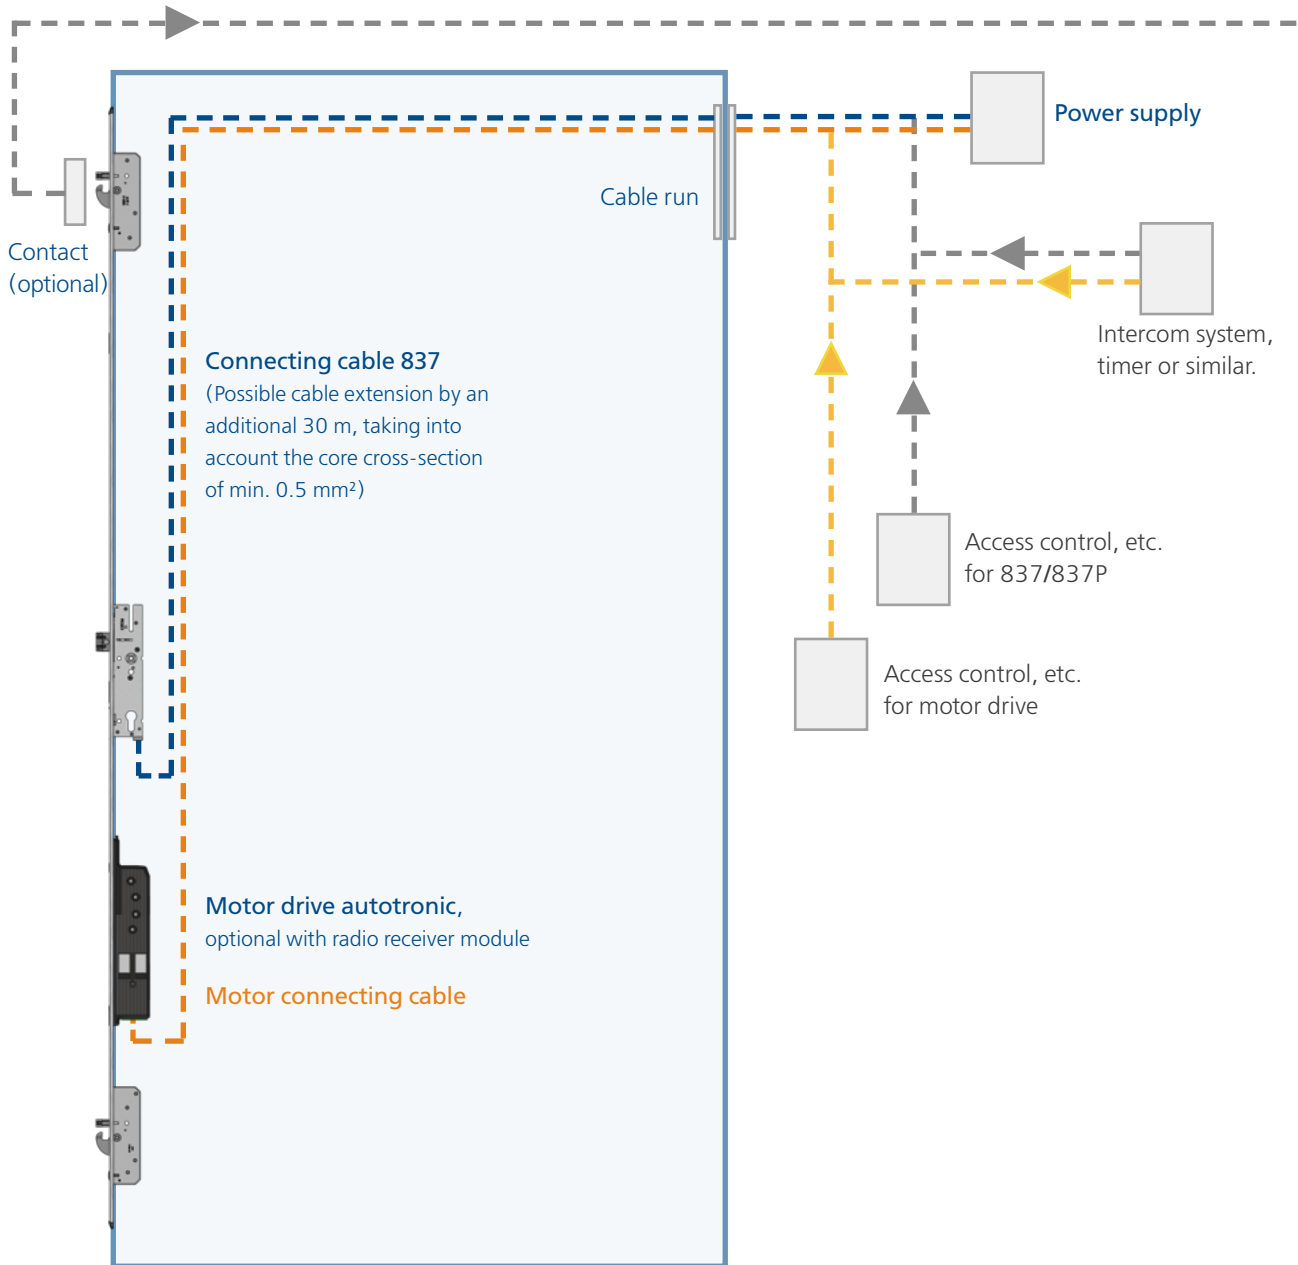 Power supply
Cable run
Contact
(optional)
Intercom system,
timer or similar.
Connecting cable 837
(Possible cable extension by an
additional 30 m, taking into
account the core cross-section
of min. 0.5 mm²)
Access control, etc.
for 837/837P
Access control, etc.
for motor drive
Motor drive autotronic,
optional with radio receiver module
Motor connecting cable